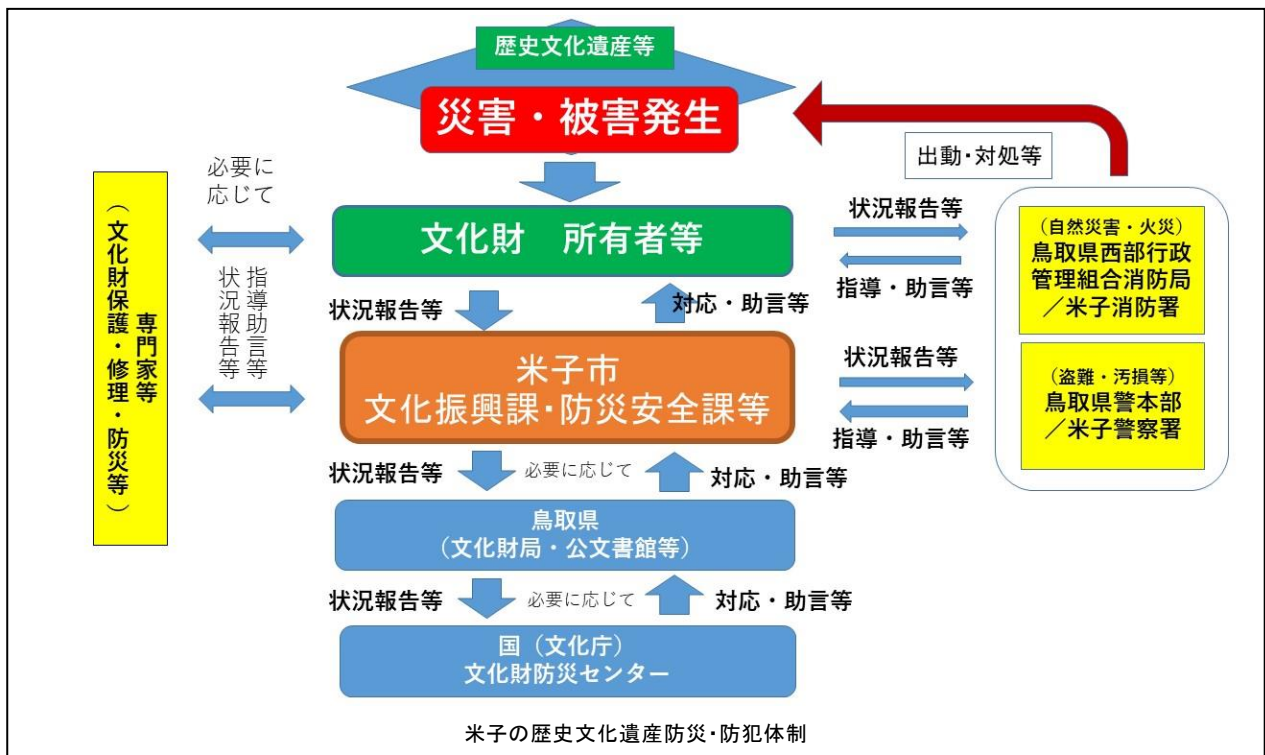 歴史文化遺産等
災害・被害発生
出動・対処等
必要に
応じて
専門家等
（文化財保護・修理・防災等）
指導助言等
状況報告等
文化財　所有者等
状況報告等
指導・助言等
（自然災害・火災）
鳥取県西部行政
管理組合消防局
／米子消防署
状況報告等
対応・助言等
米子市
文化振興課・防災安全課等
状況報告等
指導・助言等
（盗難・汚損等）
鳥取県警本部
／米子警察署
状況報告等
必要に応じて
対応・助言等
鳥取県
（文化財局・公文書館等）
状況報告等
必要に応じて
対応・助言等
国（文化庁）
文化財防災センター
米子の歴史文化遺産防災・防犯体制